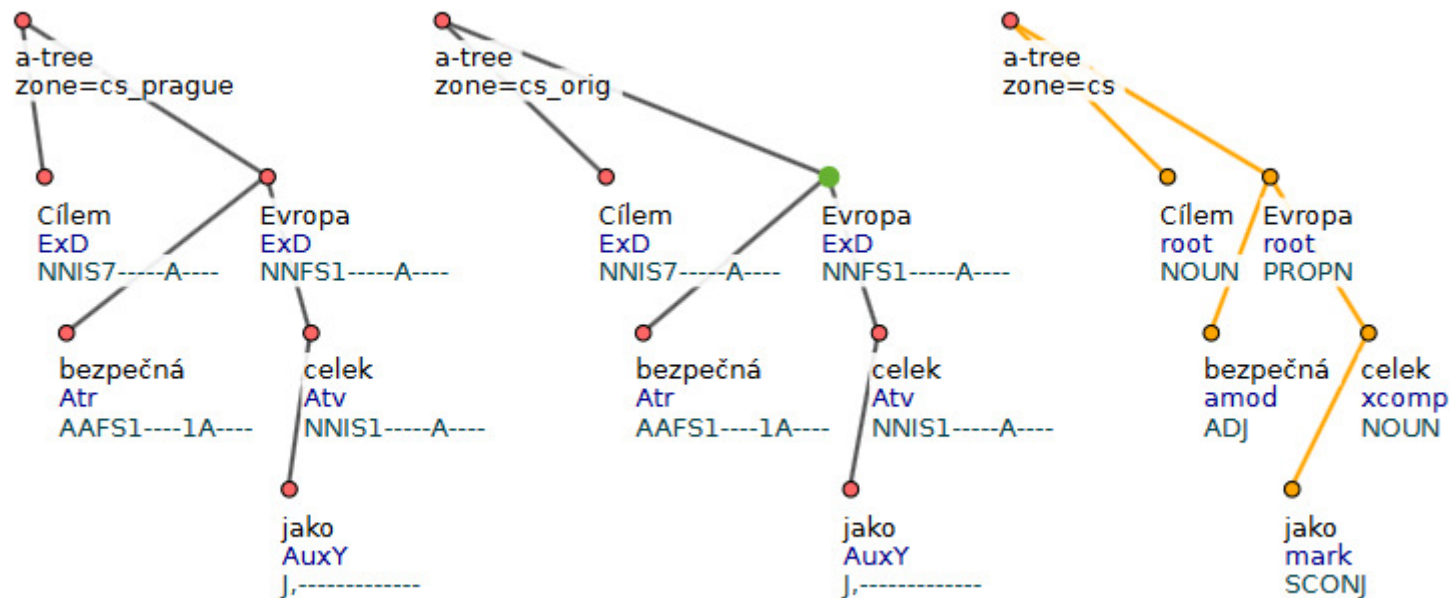 a-tree
zone=cs_prague
Cílem
ExD
NNIS7-----A----
Evropa
ExD
NNFS1-----A----
bezpečná
Atr
AAFS1----1A----
celek
Atv
NNIS1-----A----
jako
AuxY
J,-------------
a-tree
zone=cs_orig
Cílem
ExD
NNIS7-----A----
Evropa
ExD
NNFS1-----A----
bezpečná
Atr
AAFS1----1A----
celek
Atv
NNIS1-----A----
jako
AuxY
J,-------------
a-tree
zone=cs
Cílem
root
NOUN
Evropa
root
PROPN
bezpečná
amod
ADJ
celek
xcomp
NOUN
jako
mark
SCONJ